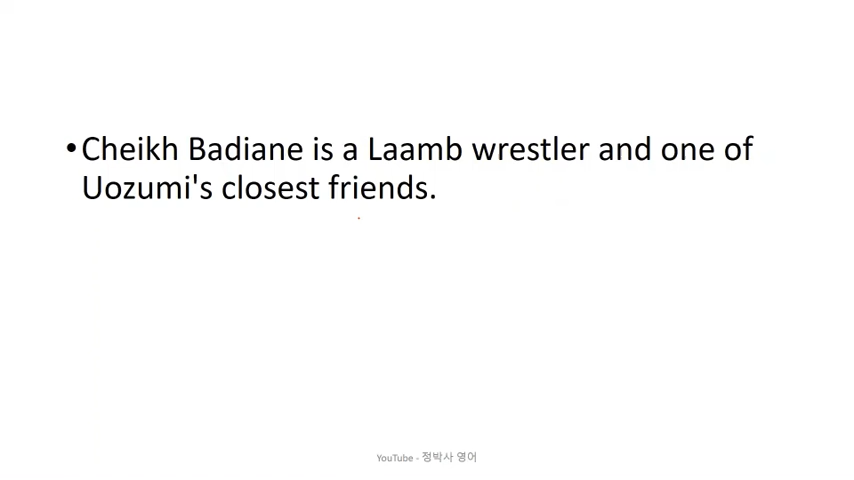 •Cheikh Badiane is a Laamb wrestler and one of
Uozumi's closest friends.
YouTube - 정박사 영어